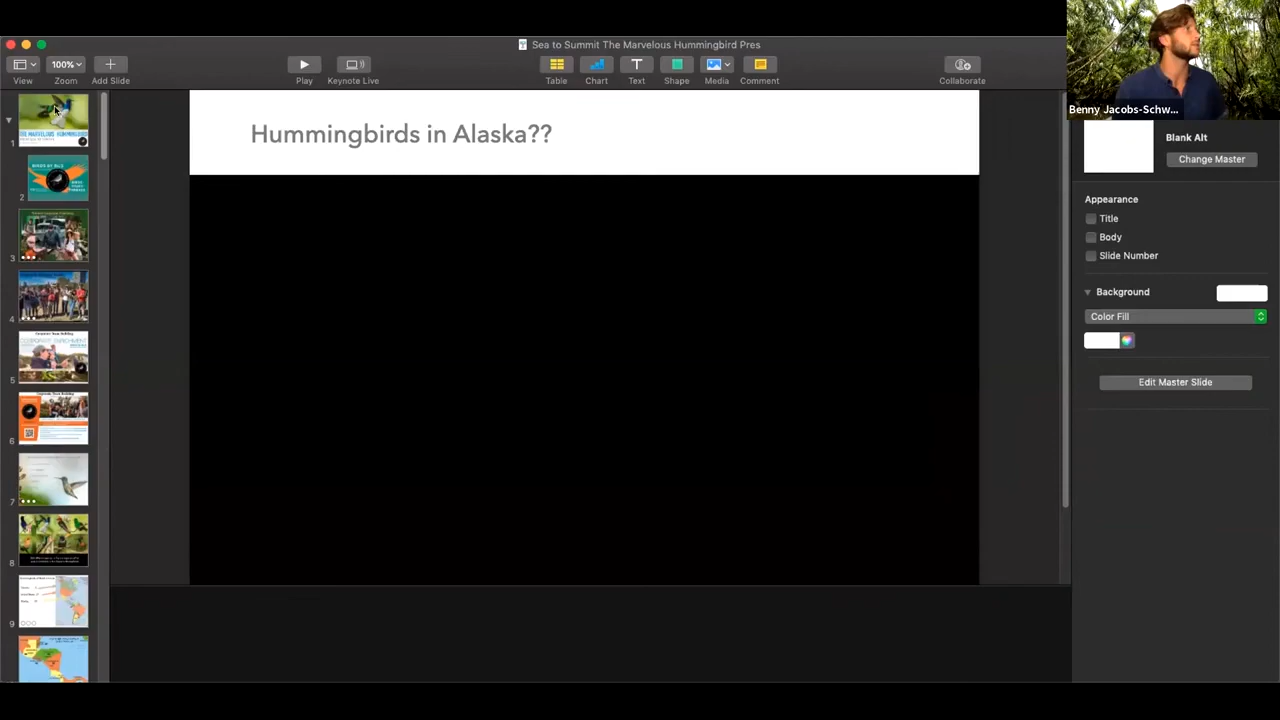 Sea to Summit The Marvelous Hummingbird Pres
100%
View
Zoom
Add Slide
Play
Keynote Live
Table
Chart
Text
Shape
Media
Comment
Collaborate
Benny Jacobs-Schw...
Hummingbirds in Alaska??
Blank Alt
Change Master
Appearance
Title
Body
Slide Number
Background
Color Fill
Edit Master Slide
1
2
3
4
5
6
7
8
9